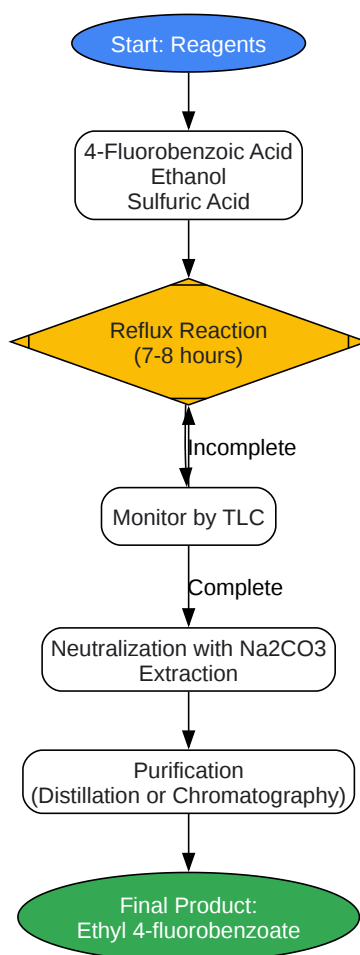 Start: Reagents
4-Fluorobenzoic Acid
Ethanol
Sulfuric Acid
Reflux Reaction
(7-8 hours)
Incomplete
Monitor by TLC
Complete
Neutralization with Na2CO3
Extraction
Purification
(Distillation or Chromatography)
Final Product:
Ethyl 4-fluorobenzoate